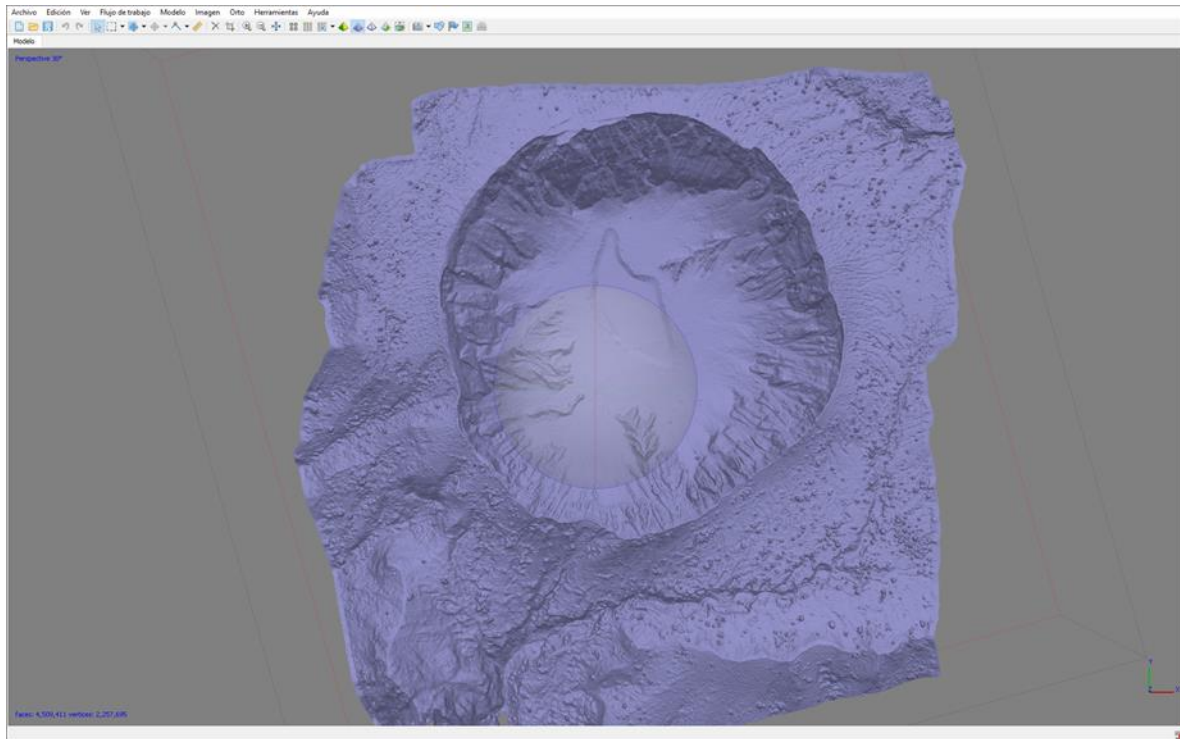 Archivo Edición Ver Flujo de trabajo Modelo Imagen Orto Herramientas Ayuda
Modelo
Perspective 30°
Faces: 4,509,411 vertices: 2,257,695
Y
Z X